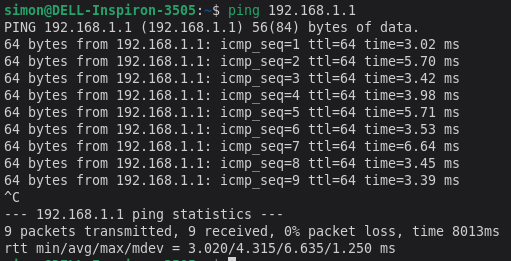 simon@DELL-Inspiron-3505:~$ ping 192.168.1.1
PING 192.168.1.1 (192.168.1.1) 56(84) bytes of data.
64 bytes from 192.168.1.1: icmp_seq=1 ttl=64 time=3.02 ms
64 bytes from 192.168.1.1: icmp_seq=2 ttl=64 time=5.70 ms
64 bytes from 192.168.1.1: icmp_seq=3 ttl=64 time=3.42 ms
64 bytes from 192.168.1.1: icmp_seq=4 ttl=64 time=3.98 ms
64 bytes from 192.168.1.1: icmp_seq=5 ttl=64 time=5.71 ms
64 bytes from 192.168.1.1: icmp_seq=6 ttl=64 time=3.53 ms
64 bytes from 192.168.1.1: icmp_seq=7 ttl=64 time=6.64 ms
64 bytes from 192.168.1.1: icmp_seq=8 ttl=64 time=3.45 ms
64 bytes from 192.168.1.1: icmp_seq=9 ttl=64 time=3.39 ms
^C
--- 192.168.1.1 ping statistics ---
9 packets transmitted, 9 received, 0% packet loss, time 8013ms
rtt min/avg/max/mdev = 3.020/4.315/6.635/1.250 ms